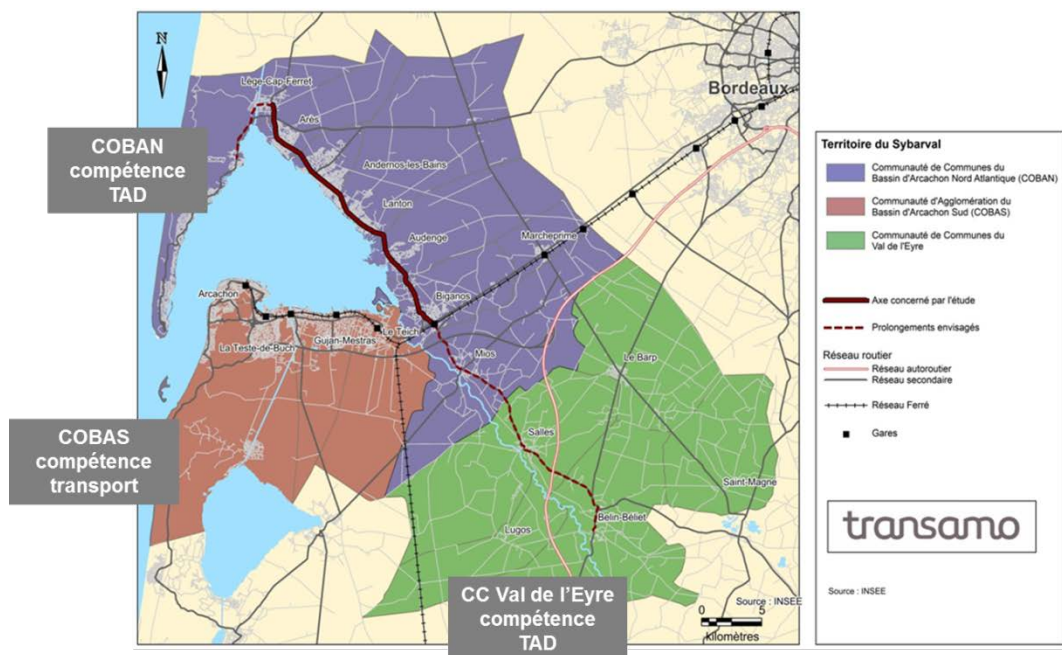 N
Lège-Cap-Ferret
Bordeaux
Arès
COBAN
compétence
TAD
Andernos-les Bains
Lanton
Audenge
Marcheprime
Biganos
Arcachon
Le Teich
La Teste-de-Buch
Gujan-Mestras
Mios
Le Barp
COBAS
compétence
transport
Salles
Saint-Magne
Belin-Béliet
Lugos
CC Val de l'Eyre
compétence
TAD
0 5
kilomètres
Source : INSEE
Territoire du Sybarval
Communauté de Communes du
Bassin d'Arcachon Nord Atlantique (COBAN)
Communauté d'Agglomération du
Bassin d'Arcachon Sud (COBAS)
Communauté de Communes du
Val de l'Eyre
Axe concerné par l'étude
Prolongements envisagés
Réseau routier
Réseau autoroutier
Réseau secondaire
Réseau Ferré
Gares
transamo
Source : INSEE